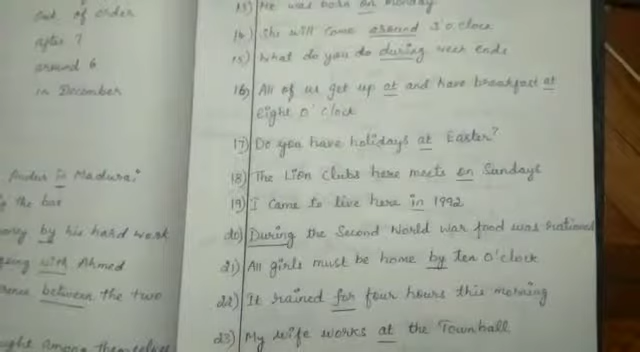 out of order
after 7
around 6
in December
in Madurai
the bar
by his hard work
with Ahmed
between the two
among themselves
He was born on Monday
She will come around 3 o'clock
15) What do you do during week ends
16) All of us get up at and have breakfast at
eight o'clock
17) Do you have holidays at Easter?
18) The Lion Clubs here meets on Sundays
19) I came to live here in 1992
20) During the Second World War food was rationed
21) All girls must be home by ten o'clock
22) It rained for four hours this morning
23) My wife works at the Townhall